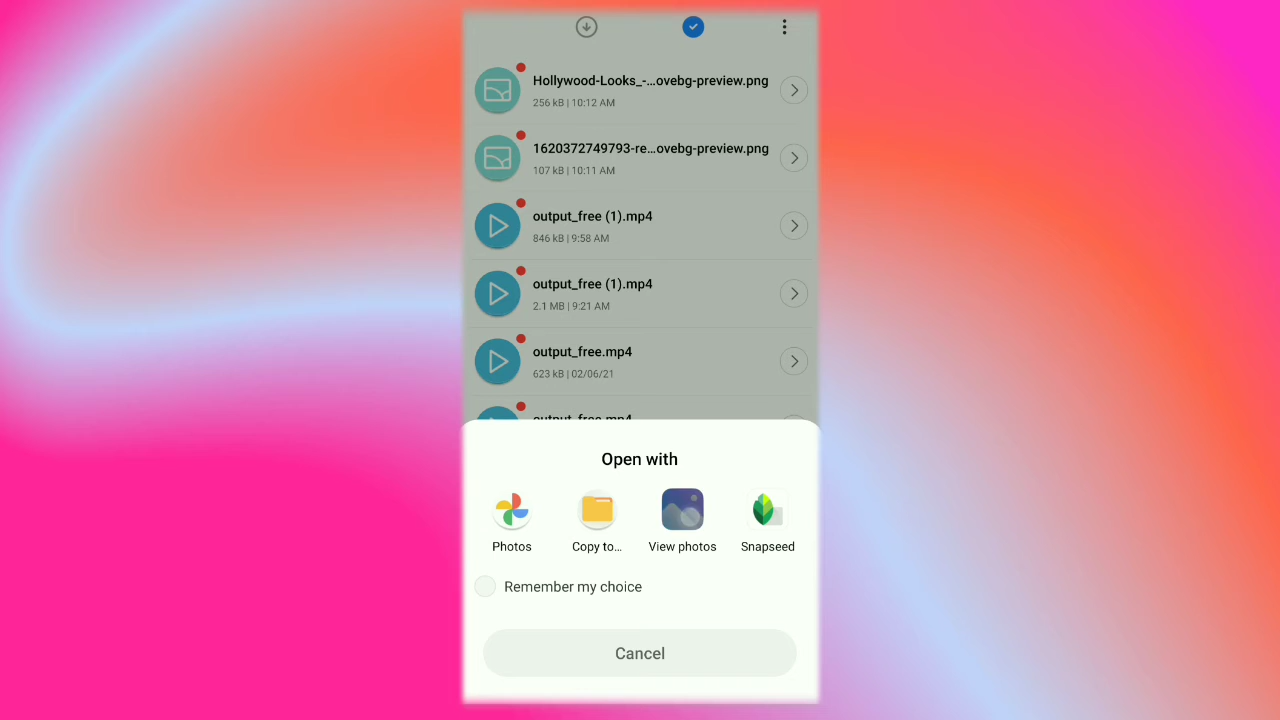 Hollywood-Looks_-...ovebg-preview.png
256 kB | 10:12 AM
1620372749793-re...ovebg-preview.png
107 kB | 10:11 AM
output_free (1).mp4
846 kB | 9:58 AM
output_free (1).mp4
2.1 MB | 9:21 AM
output_free.mp4
623 kB | 02/06/21
output_free.mp4
Open with
Photos
Copy to...
View photos
Snapseed
Remember my choice
Cancel